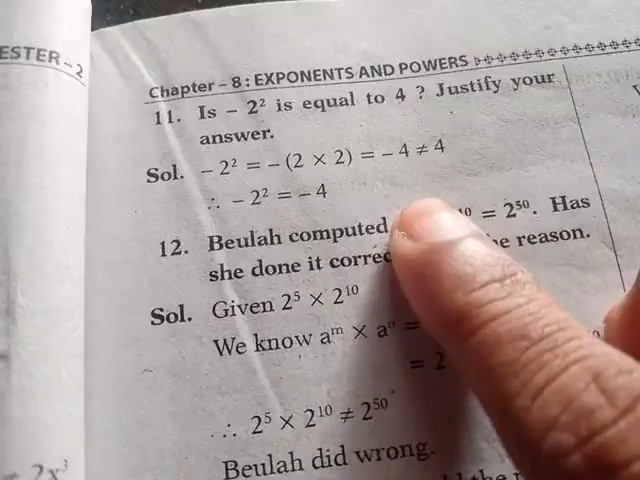 ESTER - 2
Chapter - 8 : EXPONENTS AND POWERS
11. Is - 2² is equal to 4 ? Justify your
answer.
Sol. - 2² = - (2 × 2) = - 4 ≠ 4
∴ - 2² = - 4
12. Beulah computed ¹⁰ = 2⁵⁰. Has
she done it reason.
Sol. Given 2⁵ × 2¹⁰
We know aᵐ × aⁿ =
= 2
∴ 2⁵ × 2¹⁰ ≠ 2⁵⁰
Beulah did wrong.
= 2x³